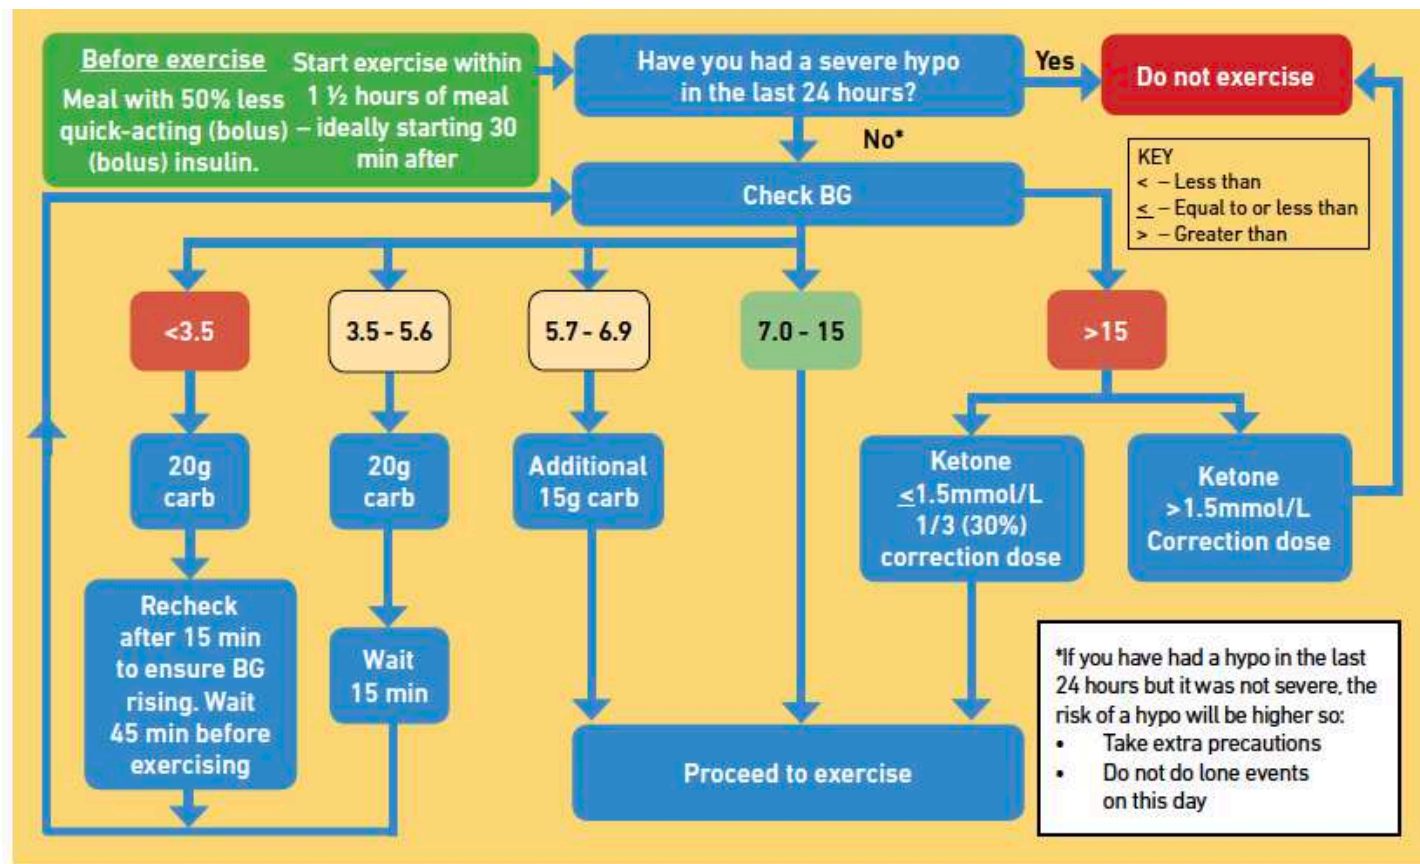 Before exercise
Meal with 50% less
quick-acting (bolus)
(bolus) insulin.
Start exercise within
1 ½ hours of meal
– ideally starting 30
min after
Have you had a severe hypo
in the last 24 hours?
Yes
Do not exercise
No*
KEY
< – Less than
≤ – Equal to or less than
> – Greater than
Check BG
<3.5
3.5 - 5.6
5.7 - 6.9
7.0 - 15
>15
20g
carb
20g
carb
Additional
15g carb
Ketone
≤1.5mmol/L
1/3 (30%)
correction dose
Ketone
>1.5mmol/L
Correction dose
Recheck
after 15 min
to ensure BG
rising. Wait
45 min before
exercising
Wait
15 min
Proceed to exercise
*If you have had a hypo in the last
24 hours but it was not severe, the
risk of a hypo will be higher so:
• Take extra precautions
• Do not do lone events
on this day